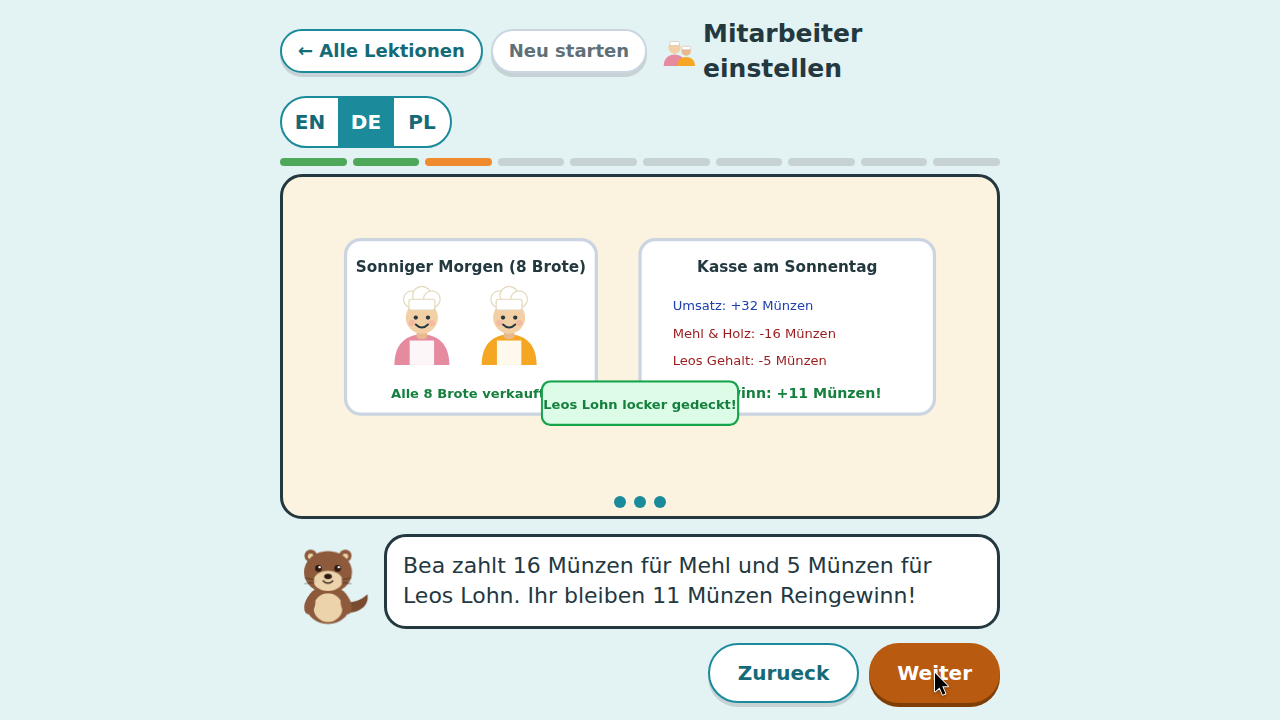 ← Alle Lektionen
Neu starten
Mitarbeiter
einstellen
EN DE PL
Sonniger Morgen (8 Brote)
Alle 8 Brote
Kasse am Sonnentag
Umsatz: +32 Münzen
Mehl & Holz: -16 Münzen
Leos Gehalt: -5 Münzen
+11 Münzen!
Leos Lohn locker gedeckt!
Bea zahlt 16 Münzen für Mehl und 5 Münzen für
Leos Lohn. Ihr bleiben 11 Münzen Reingewinn!
Zurueck
Weiter